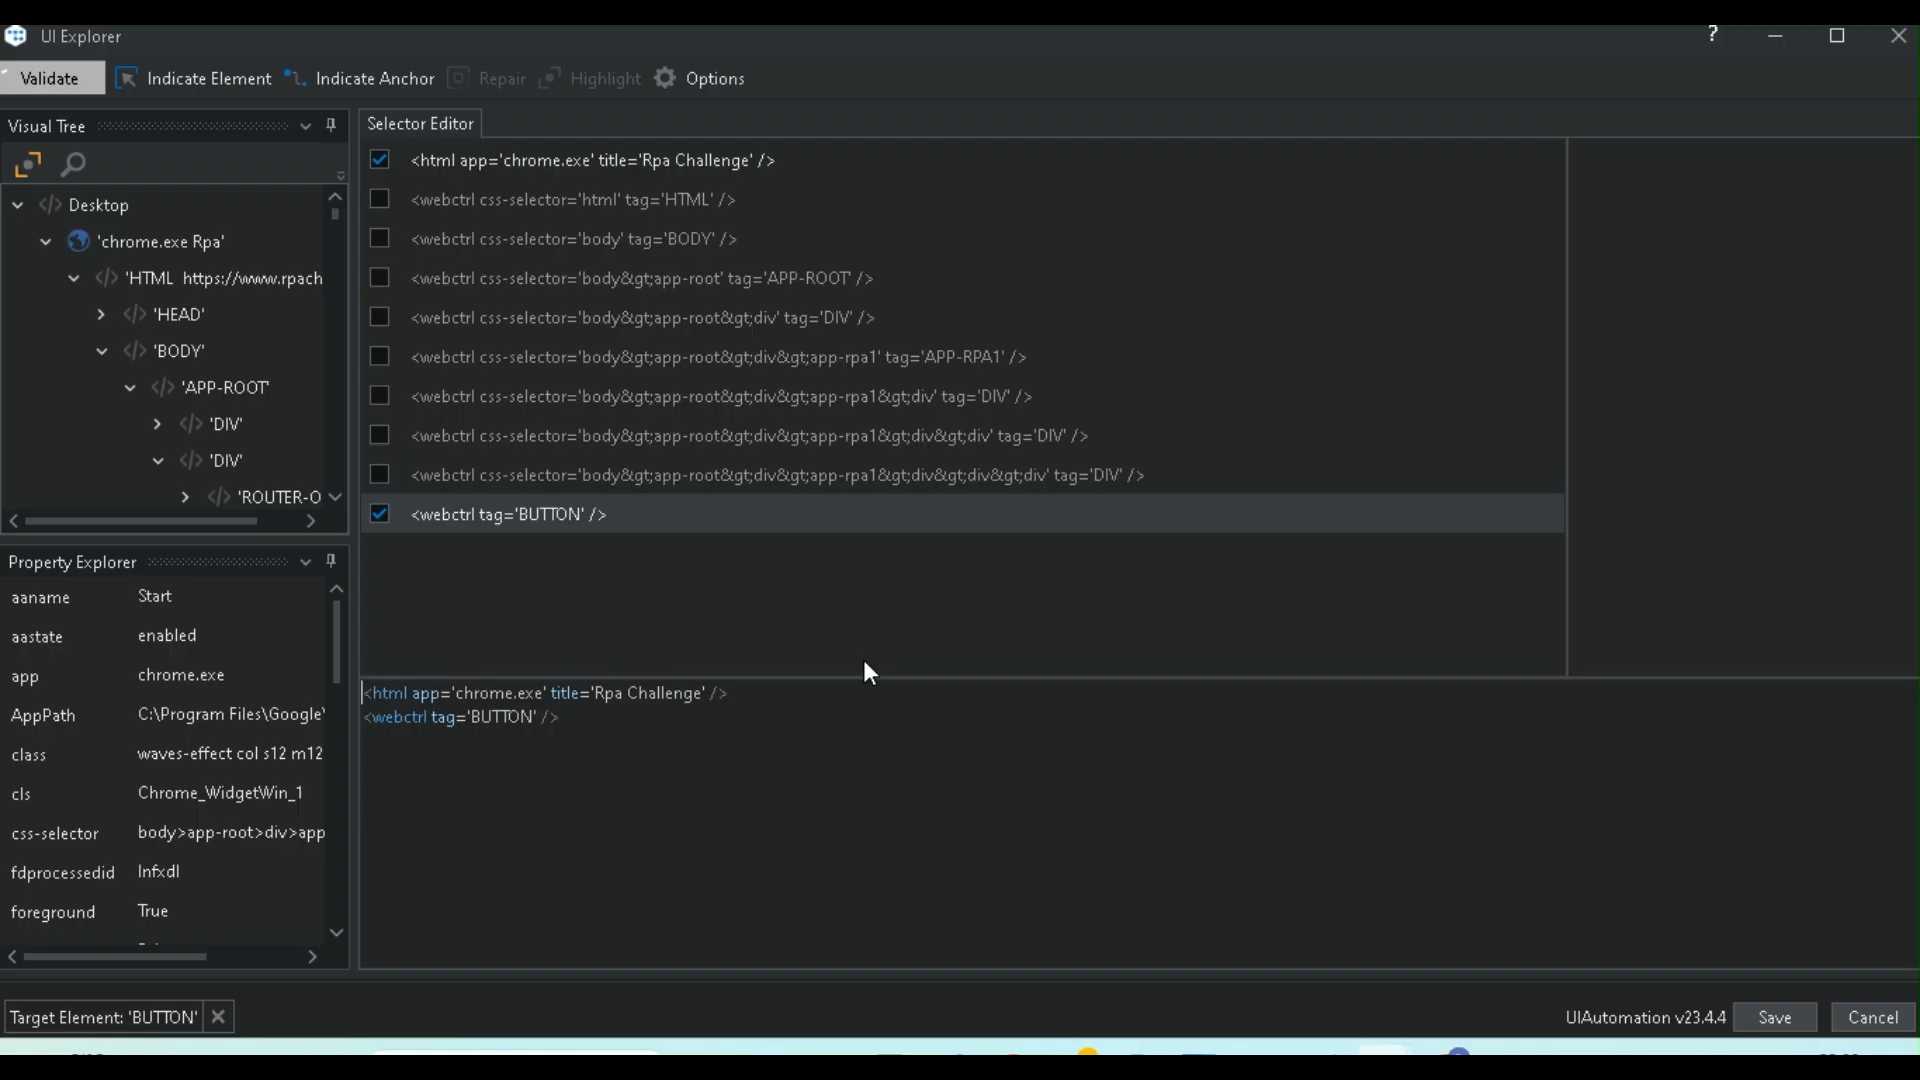 UI Explorer
?
Validate
Indicate Element
Indicate Anchor
Repair
Highlight
Options
Visual Tree
Desktop
'chrome.exe Rpa'
'HTML https://www.rpach
'HEAD'
'BODY'
'APP-ROOT'
'DIV'
'DIV'
'ROUTER-O
Selector Editor
<html app='chrome.exe' title='Rpa Challenge' />
<webctrl css-selector='html' tag='HTML' />
<webctrl css-selector='body' tag='BODY' />
<webctrl css-selector='body&gt;app-root' tag='APP-ROOT' />
<webctrl css-selector='body&gt;app-root&gt;div' tag='DIV' />
<webctrl css-selector='body&gt;app-root&gt;div&gt;app-rpa1' tag='APP-RPA1' />
<webctrl css-selector='body&gt;app-root&gt;div&gt;app-rpa1&gt;div' tag='DIV' />
<webctrl css-selector='body&gt;app-root&gt;div&gt;app-rpa1&gt;div&gt;div' tag='DIV' />
<webctrl css-selector='body&gt;app-root&gt;div&gt;app-rpa1&gt;div&gt;div&gt;div' tag='DIV' />
<webctrl tag='BUTTON' />
Property Explorer
aaname Start
aastate enabled
app chrome.exe
AppPath C:\Program Files\Google\
class waves-effect col s12 m12
cls Chrome_WidgetWin_1
css-selector body>app-root>div>app
fdprocessedid
foreground True
<html app='chrome.exe' title='Rpa Challenge' />
<webctrl tag='BUTTON' />
Target Element: 'BUTTON'
UIAutomation v23.4.4
Save
Cancel